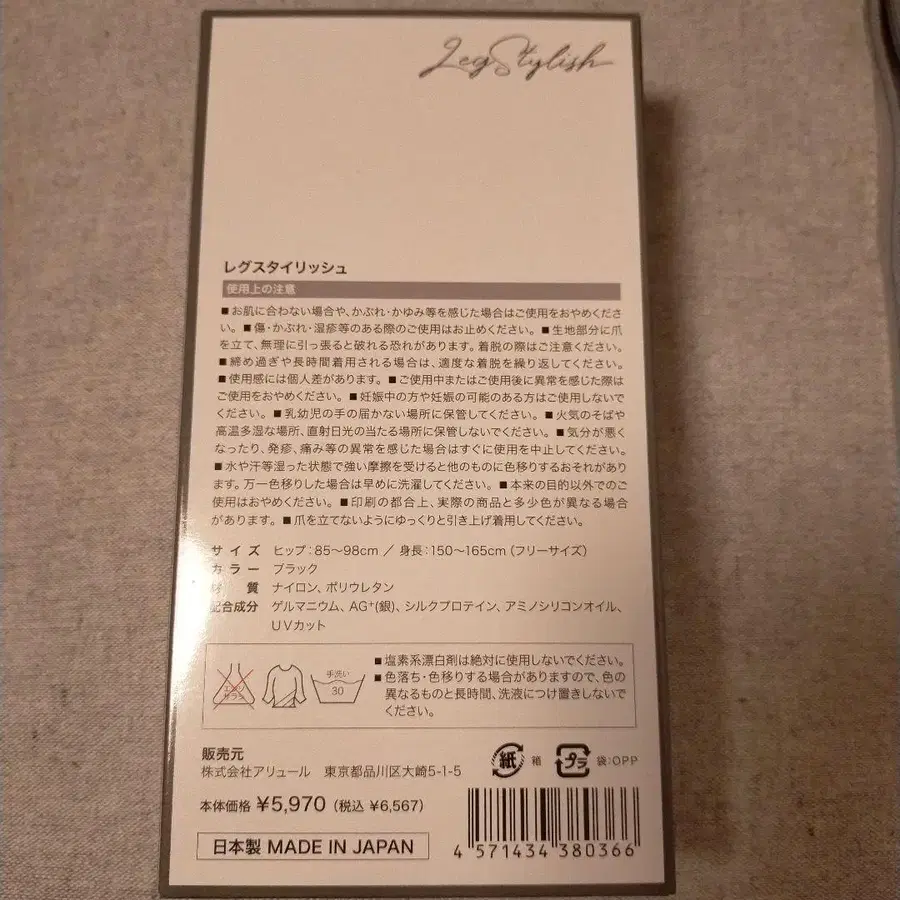 LegStylish
レグスタイリッシュ
使用上の注意
■お肌に合わない場合や、かぶれ・かゆみ等を感じた場合はご使用をおやめくださ
い。■傷・かぶれ・湿疹等のある際のご使用はお止めください。■生地部分に爪
を立て、無理に引っ張ると破れる恐れがあります。着脱の際はご注意ください。
■締め過ぎや長時間着用される場合は、適度な着脱を繰り返してください。
■使用感には個人差があります。■ご使用中またはご使用後に異常を感じた際は
ご使用をおやめください。■妊娠中の方や妊娠の可能のある方はご使用しないで
ください。■乳幼児の手の届かない場所に保管してください。■火気のそばや
高温多湿な場所、直射日光の当たる場所に保管しないでください。■気分が悪く
なったり、発疹、痛み等の異常を感じた場合はすぐに使用を中止してください。
■水や汗等湿った状態で強い摩擦を受けると他のものに色移りするおそれがあり
ます。万一色移りした場合は早めに洗濯してください。■本来の目的以外でのご
使用はおやめください。■印刷の都合上、実際の商品と多少色が異なる場合
があります。■爪を立てないようにゆっくりと引き上げ着用してください。
サイズ ヒップ:85～98cm / 身長:150～165cm(フリーサイズ)
カラー ブラック
材質 ナイロン、ポリウレタン
配合成分 ゲルマニウム、AG⁺(銀)、シルクプロテイン、アミノシリコンオイル、
UVカット
エンソ
サラシ
手洗い
30
■塩素系漂白剤は絶対に使用しないでください。
■色落ち・色移りする場合がありますので、色の
異なるものと長時間、洗液につけ置きしないで
ください。
販売元
株式会社アリュール 東京都品川区大崎5-1-5
紙 箱 プラ 袋:OPP
本体価格 ¥5,970(税込 ¥6,567)
日本製 MADE IN JAPAN
4 571434 380366